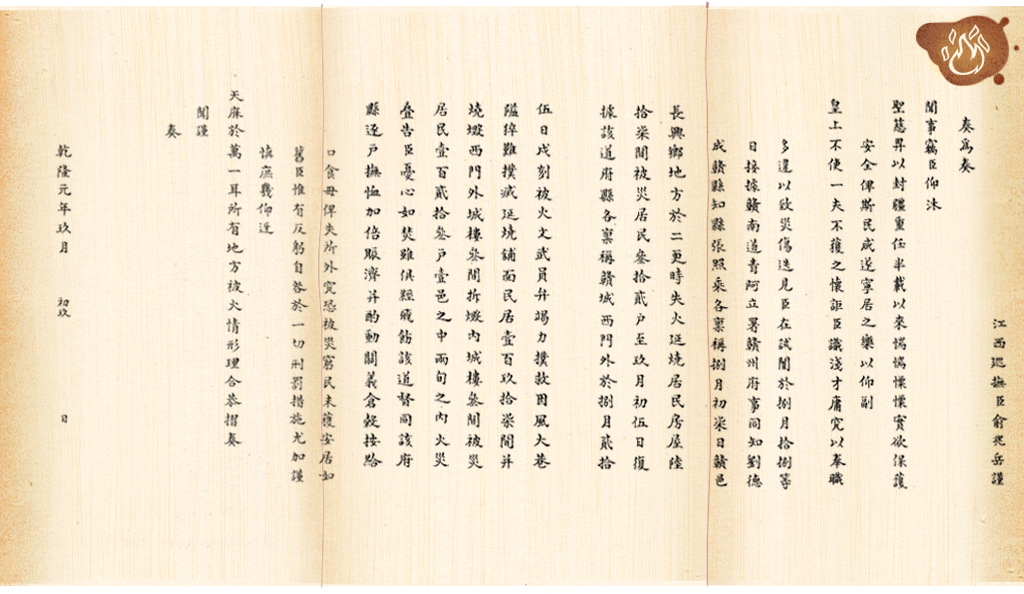 江西巡撫臣俞兆岳謹
奏為奏
聞事竊臣仰沐
聖慈畀以封疆重任半載以來惴惴慄慄實欲保護
安全俾斯民咸遂寧居之樂以仰副
皇上不使一夫不獲之懷詎臣識淺才庸究以奉職
多違以致災傷迭見臣在試闈於捌月拾捌等
日接據贛南道青阿立署贛州府事同知劉德
成贛縣知縣張照乘各稟稱捌月初柒日贛邑
長興鄉地方於二更時失火延燒居民房屋陸
拾柒間被災居民叄拾貳戶至玖月初伍日復
據該道府縣各稟稱贛城西門外於捌月貳拾
伍日戌刻被火文武員弁竭力撲救因風大巷
隘猝難撲滅延燒舖面民居壹百玖拾柒間并
燒燬西門外城樓叄間拆燬內城樓叄間被災
居民壹百貳拾叄戶壹邑之中兩旬之內火災
疊告臣憂心如焚雖俱經飛飭該道督同該府
縣逐戶撫恤加倍賑濟并酌動關義倉穀按給
口食毋俾失所外究恐被災窮民未獲安居如
舊臣惟有反躬自咎於一切刑罰措施尤加謹
慎庶幾仰迓
天庥於萬一耳所有地方被火情形理合恭摺奏
聞謹
奏
乾隆元年玖月 初玖 日